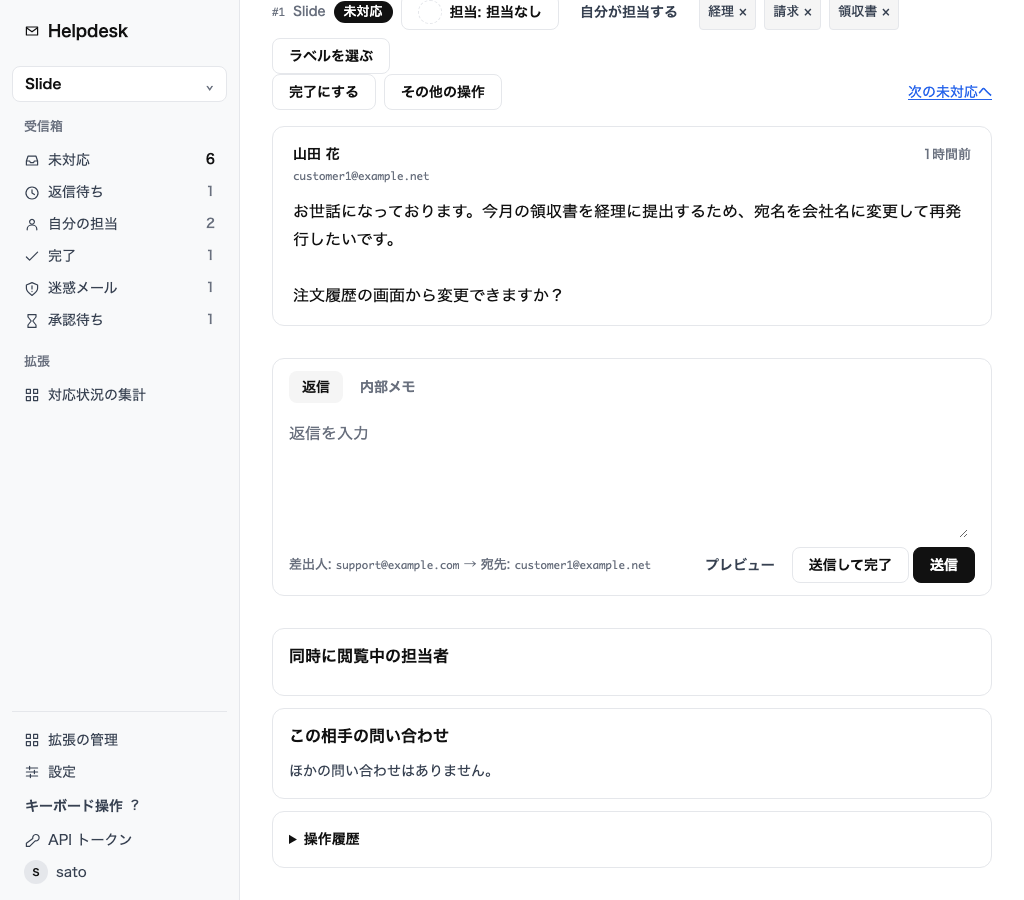 Helpdesk
Slide
受信箱
未対応 6
返信待ち 1
自分の担当 2
完了 1
迷惑メール 1
承認待ち 1
拡張
対応状況の集計
拡張の管理
設定
キーボード操作 ?
API トークン
S sato
#1 Slide 未対応 担当: 担当なし 自分が担当する 経理 × 請求 × 領収書 ×
ラベルを選ぶ
完了にする その他の操作 次の未対応へ
山田 花 1時間前
customer1@example.net
お世話になっております。今月の領収書を経理に提出するため、宛名を会社名に変更して再発
行したいです。
注文履歴の画面から変更できますか？
返信 内部メモ
返信を入力
差出人: support@example.com → 宛先: customer1@example.net プレビュー 送信して完了 送信
同時に閲覧中の担当者
この相手の問い合わせ
ほかの問い合わせはありません。
▶ 操作履歴